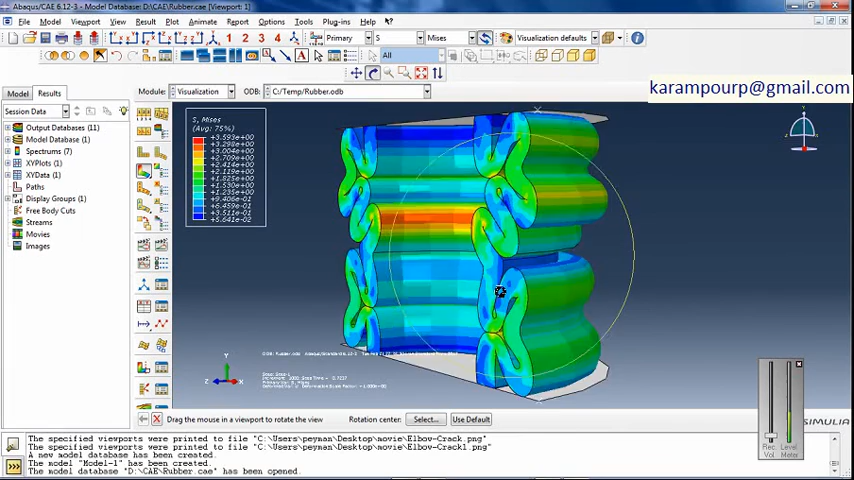 Abaqus/CAE 6.12-3 - Model Database: D:\CAE\Rubber.cae [Viewport: 1]
File Model Viewport View Result Plot Animate Report Options Tools Plug-ins Help
1 2 3 4 Primary S Mises Visualization defaults
All
karampourp@gmail.com
Model Results Module: Visualization ODB: C:/Temp/Rubber.odb
Session Data
Output Databases (11)
Model Database (1)
Spectrums (7)
XYPlots (1)
XYData (1)
Paths
Display Groups (1)
Free Body Cuts
Streams
Movies
Images
S, Mises
(Avg: 75%)
+3.593e+00
+3.298e+00
+3.004e+00
+2.709e+00
+2.414e+00
+2.119e+00
+1.825e+00
+1.530e+00
+1.235e+00
+9.406e-01
+6.459e-01
+3.511e-01
+5.641e-02
Y
Z X
Drag the mouse in a viewport to rotate the view Rotation center: Select... Use Default
Rec. Vol Level Meter
SIMULIA
The specified viewports were printed to file "C:\Users\peyman\Desktop\movie\Elbow-Crack.png"
The specified viewports were printed to file "C:\Users\peyman\Desktop\movie\Elbow-Crack1.png"
A new model database has been created.
The model "Model-1" has been created.
The model database "D:\CAE\Rubber.cae" has been opened.